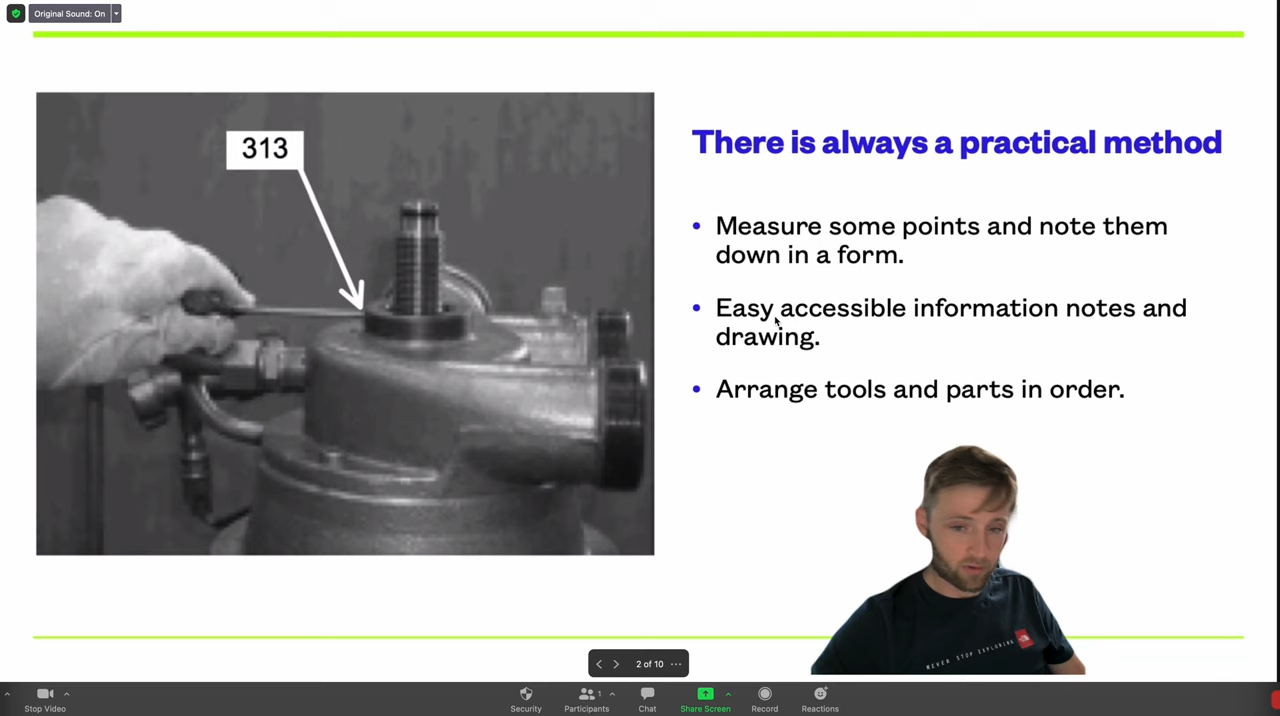 Original Sound: On
313
There is always a practical method
• Measure some points and note them
down in a form.
• Easy accessible information notes and
drawing.
• Arrange tools and parts in order.
NEVER STOP EXPLORING
2 of 10
Stop Video
Security
Participants
1
Chat
Share Screen
Record
Reactions